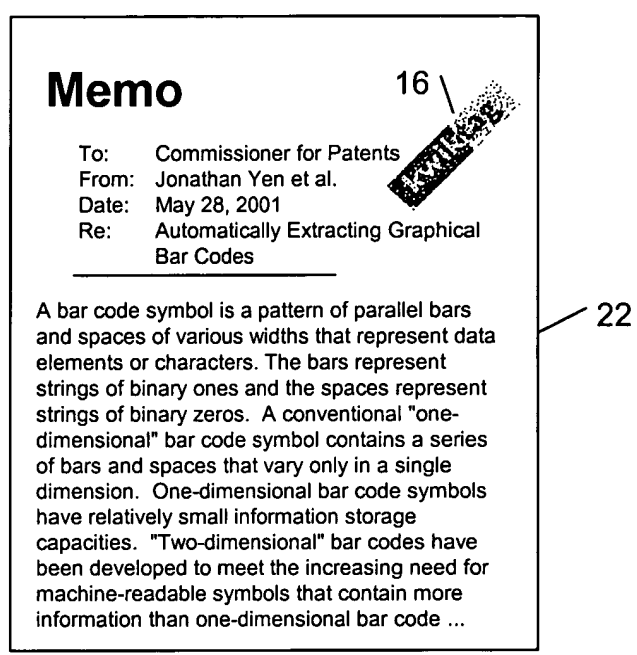 Memo
16
To: Commissioner for Patents
From: Jonathan Yen et al.
Date: May 28, 2001
Re: Automatically Extracting Graphical
Bar Codes
kwiktag
22
A bar code symbol is a pattern of parallel bars
and spaces of various widths that represent data
elements or characters. The bars represent
strings of binary ones and the spaces represent
strings of binary zeros. A conventional "one-
dimensional" bar code symbol contains a series
of bars and spaces that vary only in a single
dimension. One-dimensional bar code symbols
have relatively small information storage
capacities. "Two-dimensional" bar codes have
been developed to meet the increasing need for
machine-readable symbols that contain more
information than one-dimensional bar code ...